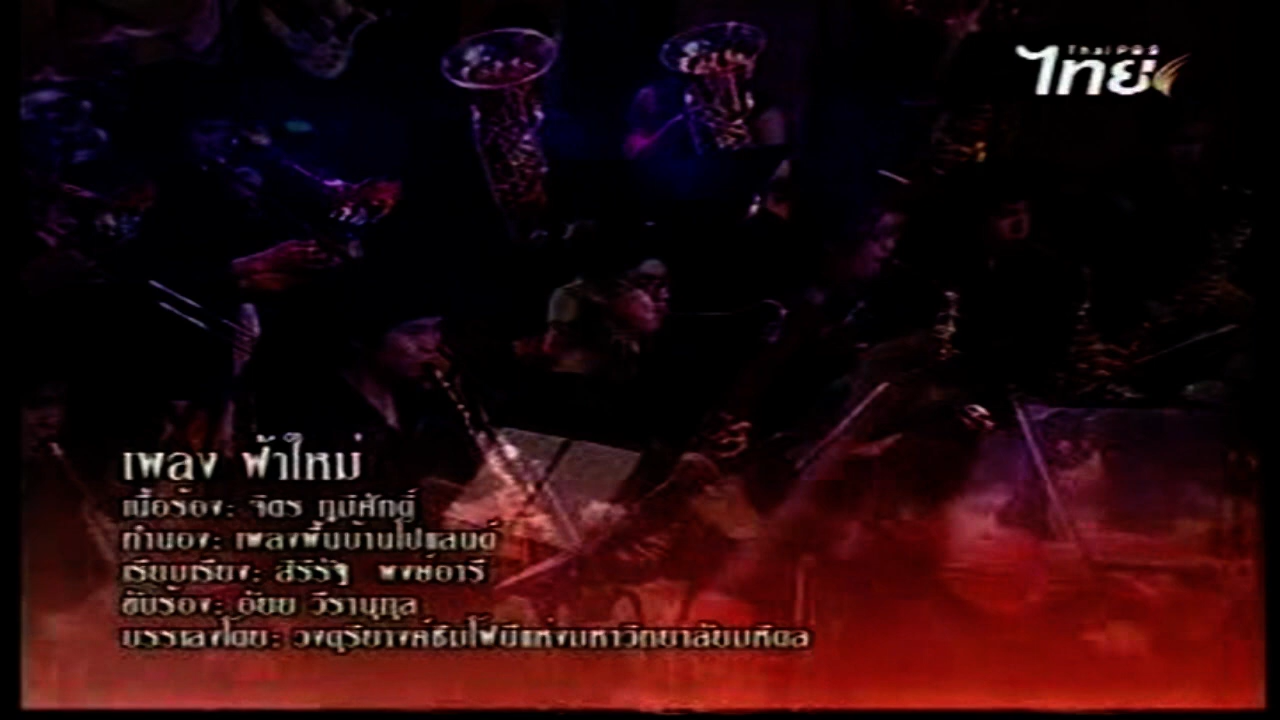 Thai PBS
ไทย
เพลง ฟ้าใหม่
เนื้อร้อง: จิตร ภูมิศักดิ์
ทำนอง: เพลงพื้นบ้านโปแลนด์
เรียบเรียง: สิริรัฐ พงษ์อารี
ขับร้อง: อัยย วีรานุกุล
บรรเลงโดย: วงดุริยางค์ซิมโฟนีแห่งมหาวิทยาลัยมหิดล